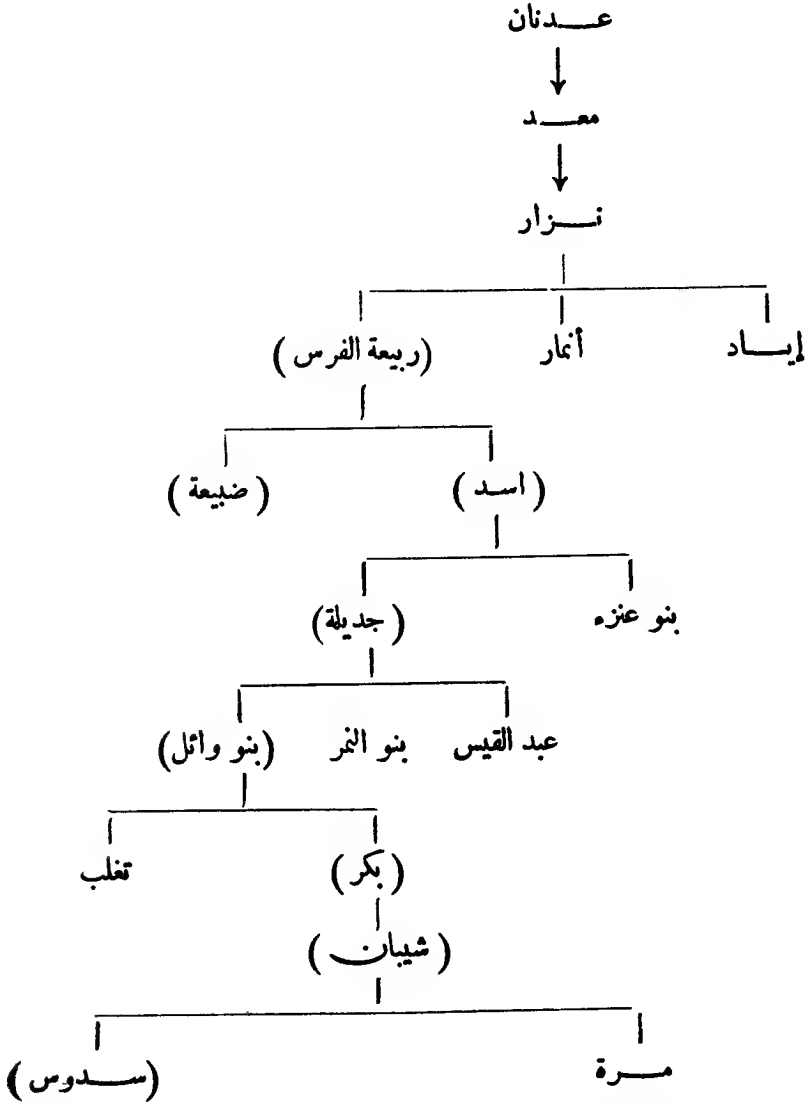 عدنان
معد
نزار
إياد أنمار (ربيعة الفرس)
(اسد) (ضبيعة)
بنو عنزه (جديلة)
عبد القيس بنو النمر (بنو وائل)
(بكر) تغلب
(شيبان)
مرة (سدوس)